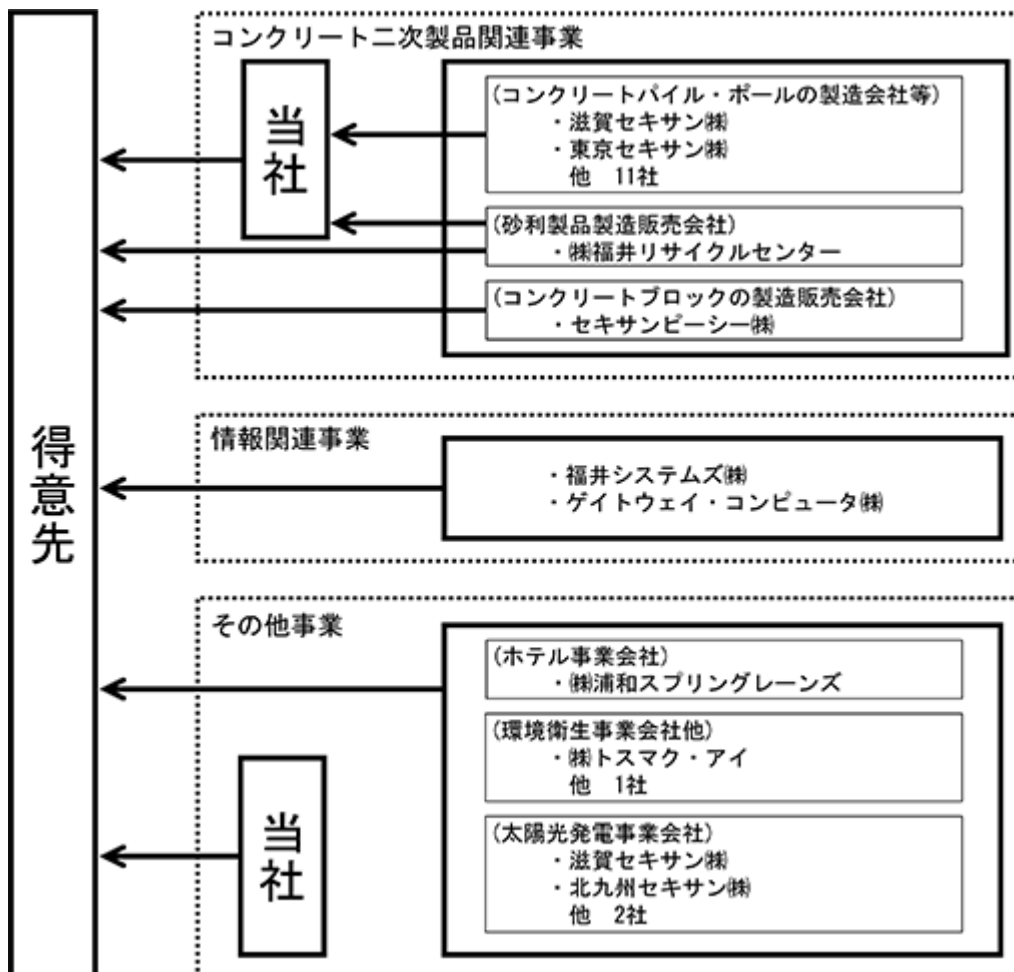 得意先
コンクリート二次製品関連事業
当社
(コンクリートパイル・ポールの製造会社等)
・滋賀セキサン㈱
・東京セキサン㈱
他 11社
(砂利製品製造販売会社)
・㈱福井リサイクルセンター
(コンクリートブロックの製造販売会社)
・セキサンピーシー㈱
情報関連事業
・福井システムズ㈱
・ゲイトウェイ・コンピュータ㈱
その他事業
(ホテル事業会社)
・㈱浦和スプリングレーンズ
(環境衛生事業会社他)
・㈱トスマク・アイ
他 1社
当社
(太陽光発電事業会社)
・滋賀セキサン㈱
・北九州セキサン㈱
他 2社